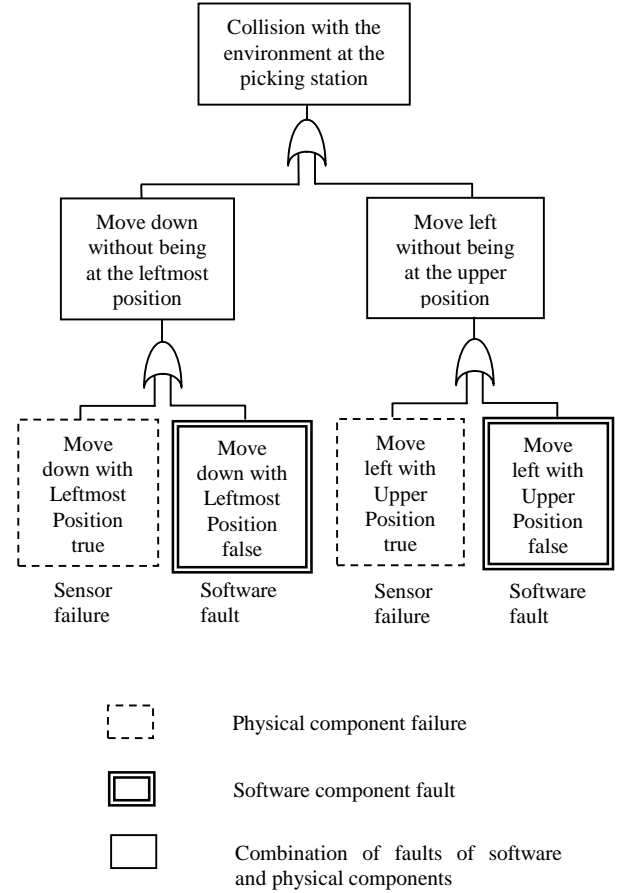 Collision with the
environment at the
picking station
Move down
without being
at the leftmost
position
Move left
without being
at the upper
position
Move
down with
Leftmost
Position
true
Move
down with
Leftmost
Position
false
Move
left with
Upper
Position
true
Move
left with
Upper
Position
false
Sensor
failure
Software
fault
Sensor
failure
Software
fault
Physical component failure
Software component fault
Combination of faults of software
and physical components